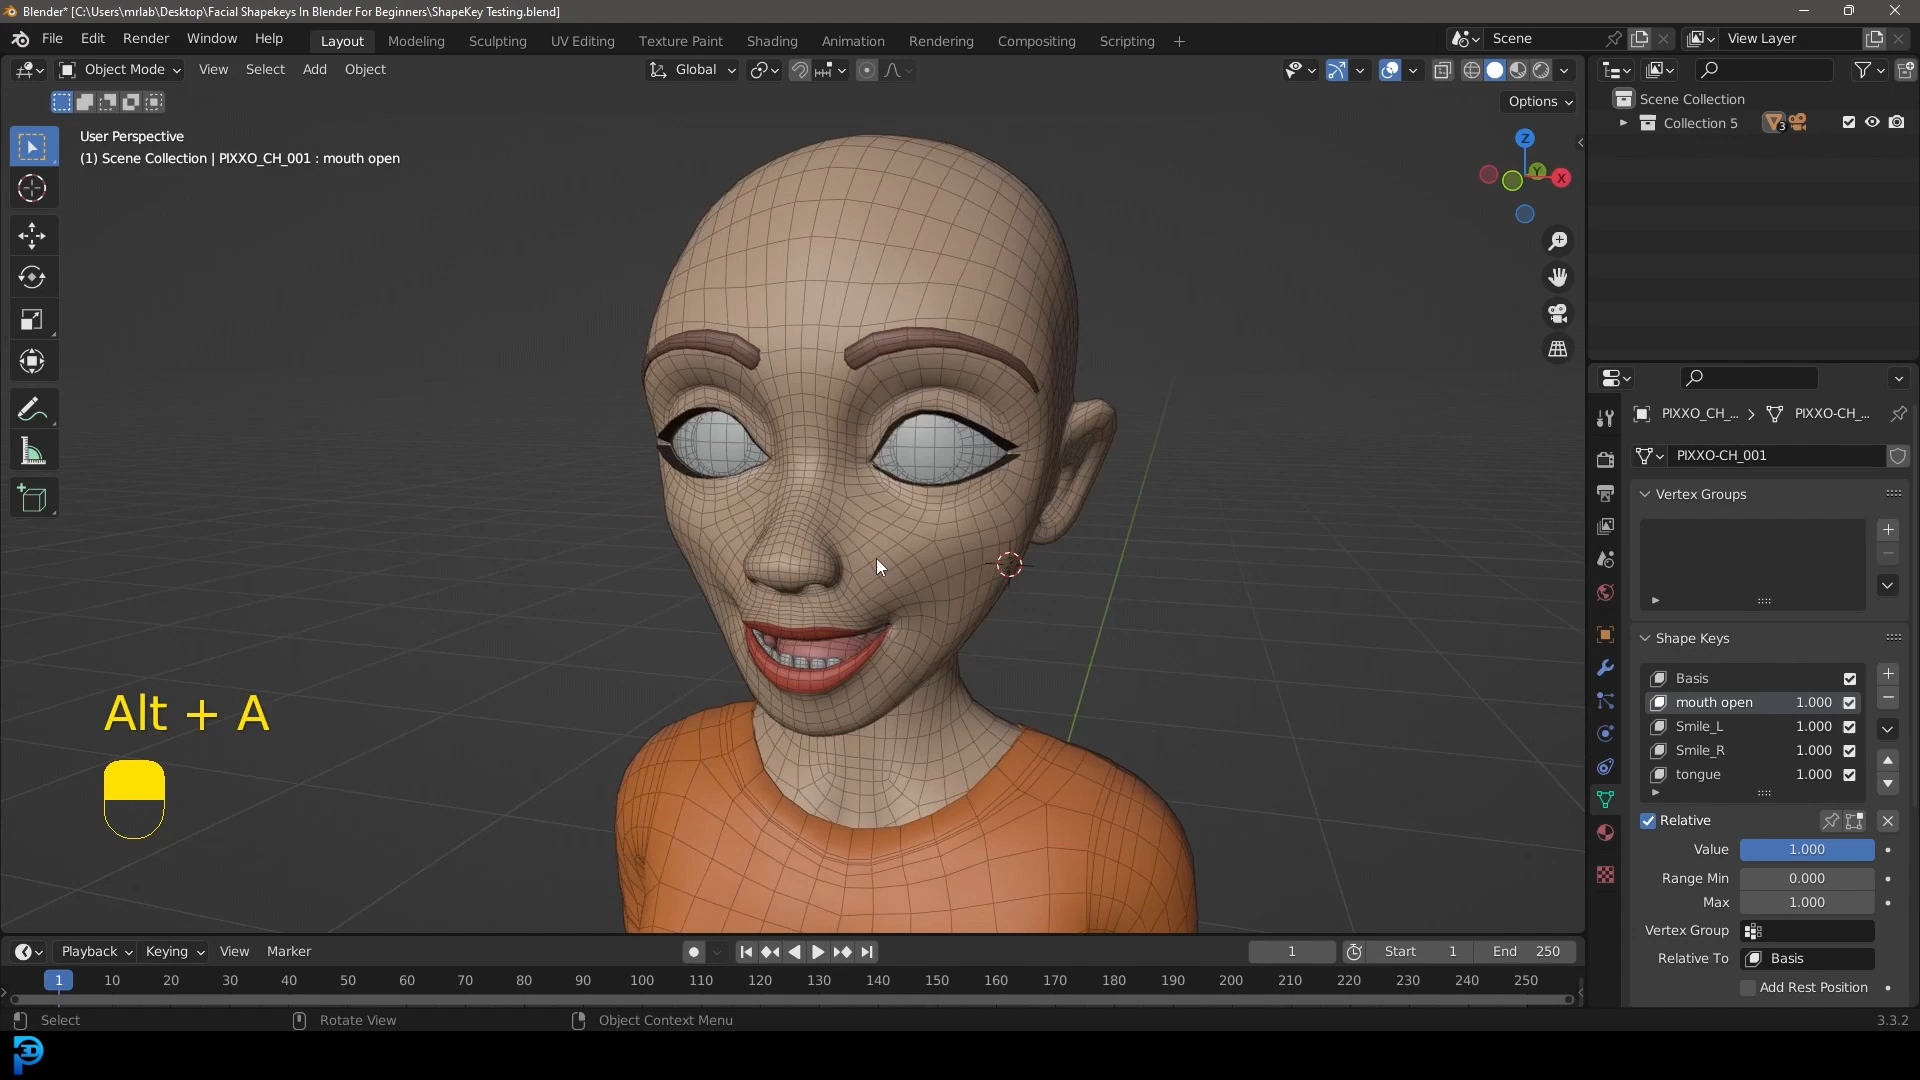 Blender* [C:\Users\mrlab\Desktop\Facial Shapekeys In Blender For Beginners\ShapeKey Testing.blend]
File Edit Render Window Help
Layout Modeling Sculpting UV Editing Texture Paint Shading Animation Rendering Compositing Scripting
Scene
View Layer
Object Mode View Select Add Object
Global
Options
User Perspective
(1) Scene Collection | PIXXO_CH_001 : mouth open
Z
Y
X
Scene Collection
Collection 5
3
PIXXO_CH_... > PIXXO-CH_...
PIXXO-CH_001
Vertex Groups
Shape Keys
Basis
mouth open 1.000
Smile_L 1.000
Smile_R 1.000
tongue 1.000
Relative
Value 1.000
Range Min 0.000
Max 1.000
Vertex Group
Relative To Basis
Add Rest Position
Alt + A
Playback Keying View Marker
1
Start 1
End 250
1 10 20 30 40 50 60 70 80 90 100 110 120 130 140 150 160 170 180 190 200 210 220 230 240 250
Select
Rotate View
Object Context Menu
3.3.2
3D